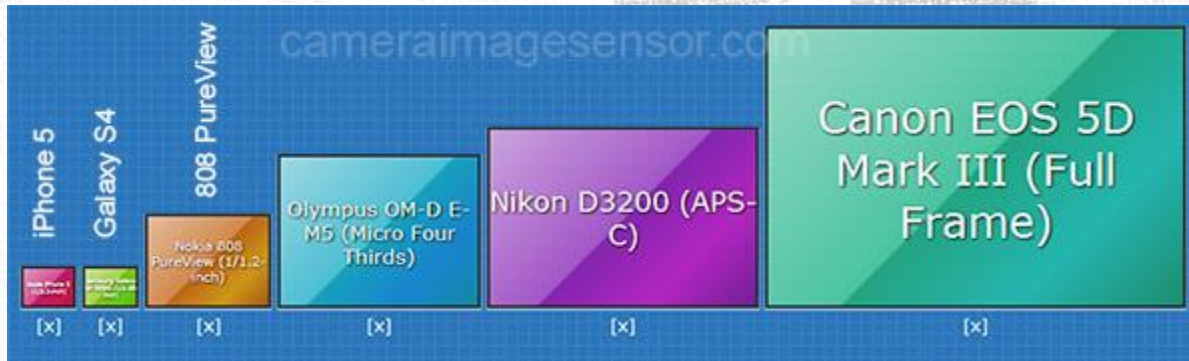 cameraimagesensor.com
iPhone 5
Galaxy S4
808 PureView
Nokia 808
PureView (1/1.2-
inch)
Olympus OM-D E-
M5 (Micro Four
Thirds)
Nikon D3200 (APS-
C)
Canon EOS 5D
Mark III (Full
Frame)
[x]
[x]
[x]
[x]
[x]
[x]